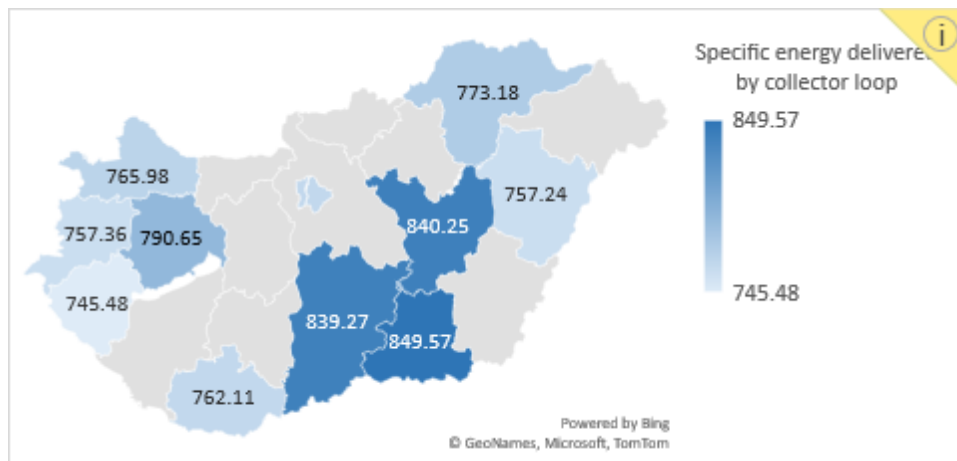 Specific energy delivere
by collector loop
i
849.57
745.48
773.18
765.98
757.24
757.36
790.65
840.25
745.48
839.27
849.57
762.11
Powered by Bing
© GeoNames, Microsoft, TomTom